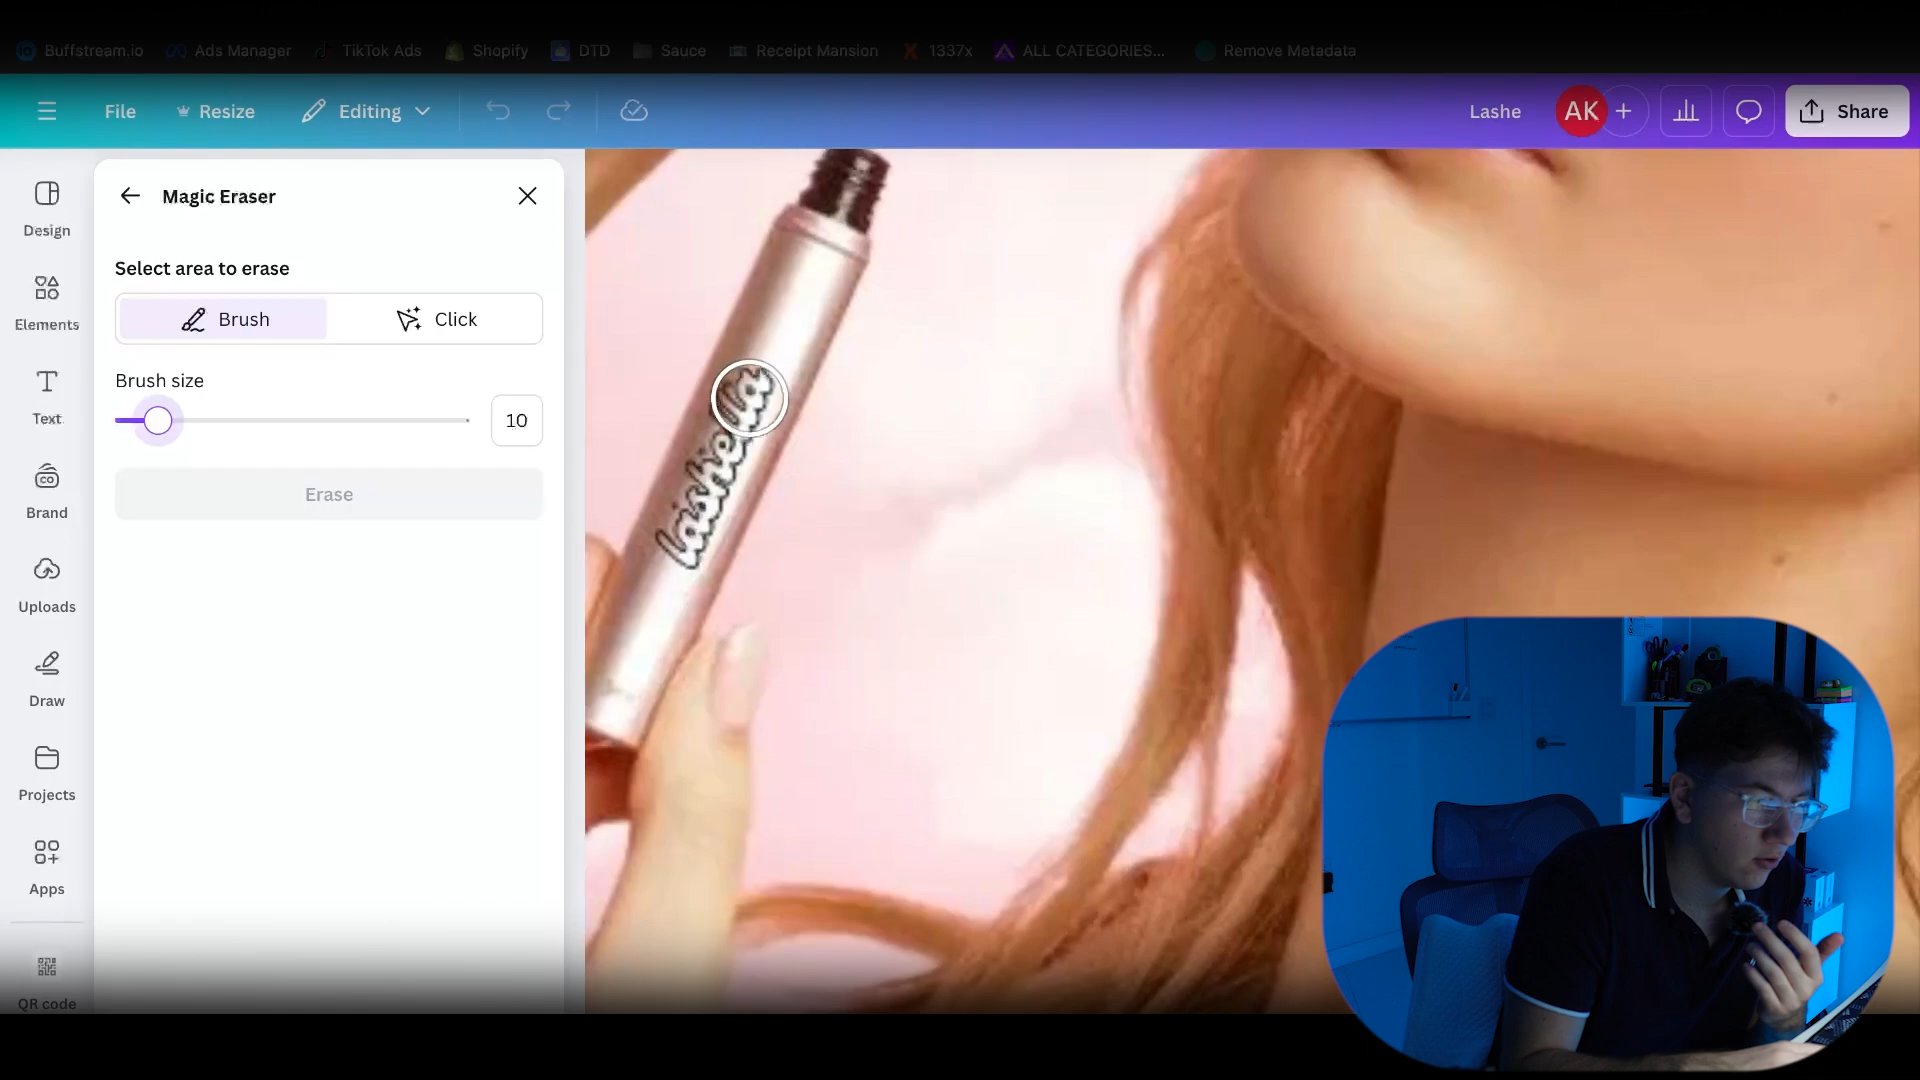 Buffstream.io Ads Manager TikTok Ads Shopify DTD Sauce Receipt Mansion 1337x ALL CATEGORIES... Remove Metadata
File Resize Editing Lashe AK Share
Design
Elements
Text
Brand
Uploads
Draw
Projects
Apps
QR code
Magic Eraser
Select area to erase
Brush Click
Brush size
10
Erase
lashella
CO